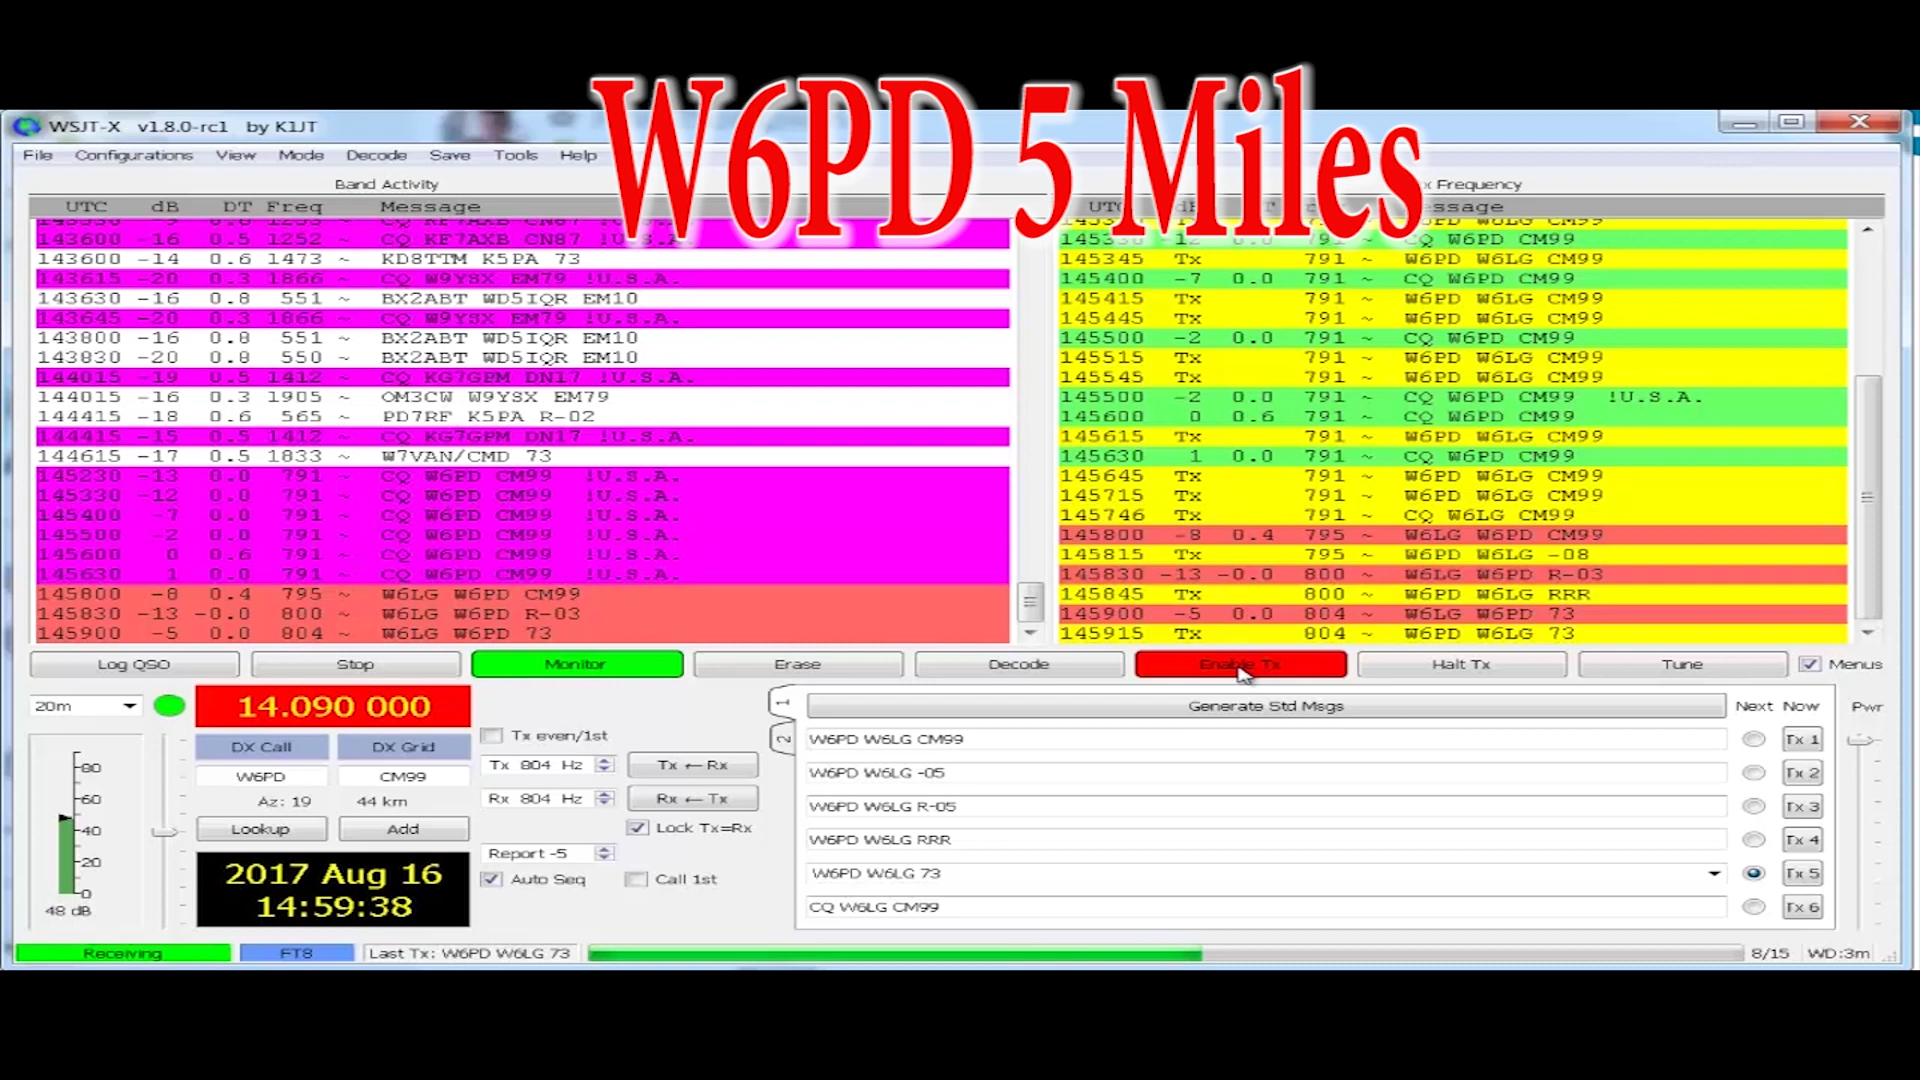 W6PD 5 Miles
WSJT-X v1.8.0-rc1 by K1JT
File Configurations View Mode Decode Save Tools Help
Band Activity
UTC dB DT Freq Message
143600 -16 0.5 1252 ~ CQ KF7AXB CN87 !U.S.A.
143600 -14 0.6 1473 ~ KD8TTM K5PA 73
143615 -20 0.3 1866 ~ CQ W9YSX EM79 !U.S.A.
143630 -16 0.8 551 ~ BX2ABT WD5IQR EM10
143645 -20 0.3 1866 ~ CQ W9YSX EM79 !U.S.A.
143800 -16 0.8 551 ~ BX2ABT WD5IQR EM10
143830 -20 0.8 550 ~ BX2ABT WD5IQR EM10
144015 -19 0.5 1412 ~ CQ KG7GPM DN17 !U.S.A.
144015 -16 0.3 1905 ~ OM3CW W9YSX EM79
144415 -18 0.6 565 ~ PD7RF K5PA R-02
144415 -15 0.5 1412 ~ CQ KG7GPM DN17 !U.S.A.
144615 -17 0.5 1833 ~ W7VAN/CMD 73
145230 -13 0.0 791 ~ CQ W6PD CM99 !U.S.A.
145330 -12 0.0 791 ~ CQ W6PD CM99 !U.S.A.
145400 -7 0.0 791 ~ CQ W6PD CM99 !U.S.A.
145500 -2 0.0 791 ~ CQ W6PD CM99 !U.S.A.
145600 0 0.6 791 ~ CQ W6PD CM99 !U.S.A.
145630 1 0.0 791 ~ CQ W6PD CM99 !U.S.A.
145800 -8 0.4 795 ~ W6LG W6PD CM99
145830 -13 -0.0 800 ~ W6LG W6PD R-03
145900 -5 0.0 804 ~ W6LG W6PD 73
Frequency
W6PD W6LG CM99
145330 -12 0.0 791 ~ CQ W6PD CM99
145345 Tx 791 ~ W6PD W6LG CM99
145400 -7 0.0 791 ~ CQ W6PD CM99
145415 Tx 791 ~ W6PD W6LG CM99
145445 Tx 791 ~ W6PD W6LG CM99
145500 -2 0.0 791 ~ CQ W6PD CM99
145515 Tx 791 ~ W6PD W6LG CM99
145545 Tx 791 ~ W6PD W6LG CM99
145500 -2 0.0 791 ~ CQ W6PD CM99 !U.S.A.
145600 0 0.6 791 ~ CQ W6PD CM99
145615 Tx 791 ~ W6PD W6LG CM99
145630 1 0.0 791 ~ CQ W6PD CM99
145645 Tx 791 ~ W6PD W6LG CM99
145715 Tx 791 ~ W6PD W6LG CM99
145746 Tx 791 ~ CQ W6LG CM99
145800 -8 0.4 795 ~ W6LG W6PD CM99
145815 Tx 795 ~ W6PD W6LG -08
145830 -13 -0.0 800 ~ W6LG W6PD R-03
145845 Tx 800 ~ W6PD W6LG RRR
145900 -5 0.0 804 ~ W6LG W6PD 73
145915 Tx 804 ~ W6PD W6LG 73
Log QSO Stop Monitor Erase Decode Enable Tx Halt Tx Tune Menus
20m 14.090 000
DX Call DX Grid
W6PD CM99
Az: 19 44 km
Lookup Add
2017 Aug 16
14:59:38
80
60
40
20
0
48 dB
Tx even/1st
Tx 804 Hz Tx ← Rx
Rx 804 Hz Rx ← Tx
Lock Tx=Rx
Report -5
Auto Seq Call 1st
1
2
Generate Std Msgs Next Now Pwr
W6PD W6LG CM99 Tx 1
W6PD W6LG -05 Tx 2
W6PD W6LG R-05 Tx 3
W6PD W6LG RRR Tx 4
W6PD W6LG 73 Tx 5
CQ W6LG CM99 Tx 6
Receiving FT8 Last Tx: W6PD W6LG 73 8/15 WD:3m